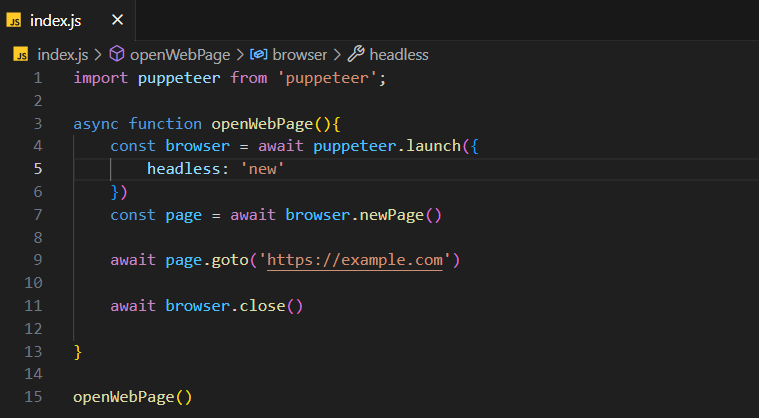 JS index.js ×
JS index.js > openWebPage > browser > headless
1 import puppeteer from 'puppeteer';
2
3 async function openWebPage(){
4     const browser = await puppeteer.launch({
5         headless: 'new'
6     })
7     const page = await browser.newPage()
8
9     await page.goto('https://example.com')
10
11     await browser.close()
12
13 }
14
15 openWebPage()